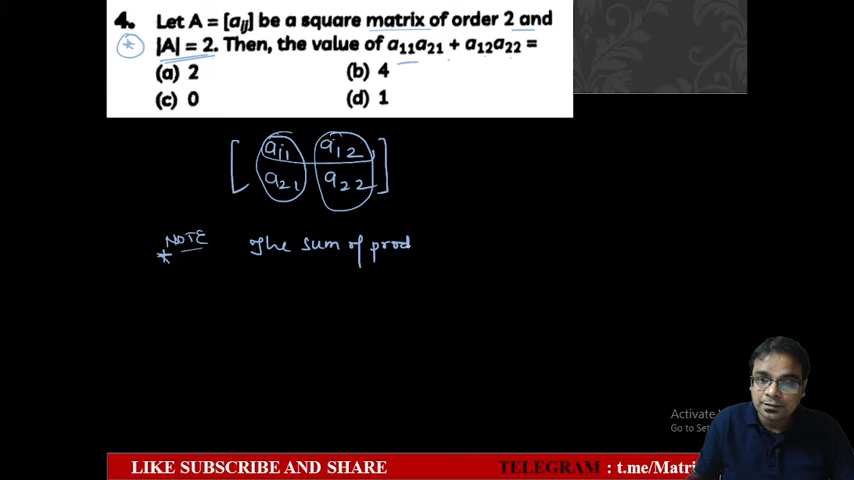 4. Let A = [aij] be a square matrix of order 2 and
* |A| = 2. Then, the value of a11a21 + a12a22 =
(a) 2 (b) 4
(c) 0 (d) 1
a11 a12
a21 a22
* NOTE The sum of prod
Activate
Go to Set
LIKE SUBSCRIBE AND SHARE TELEGRAM : t.me/Matri